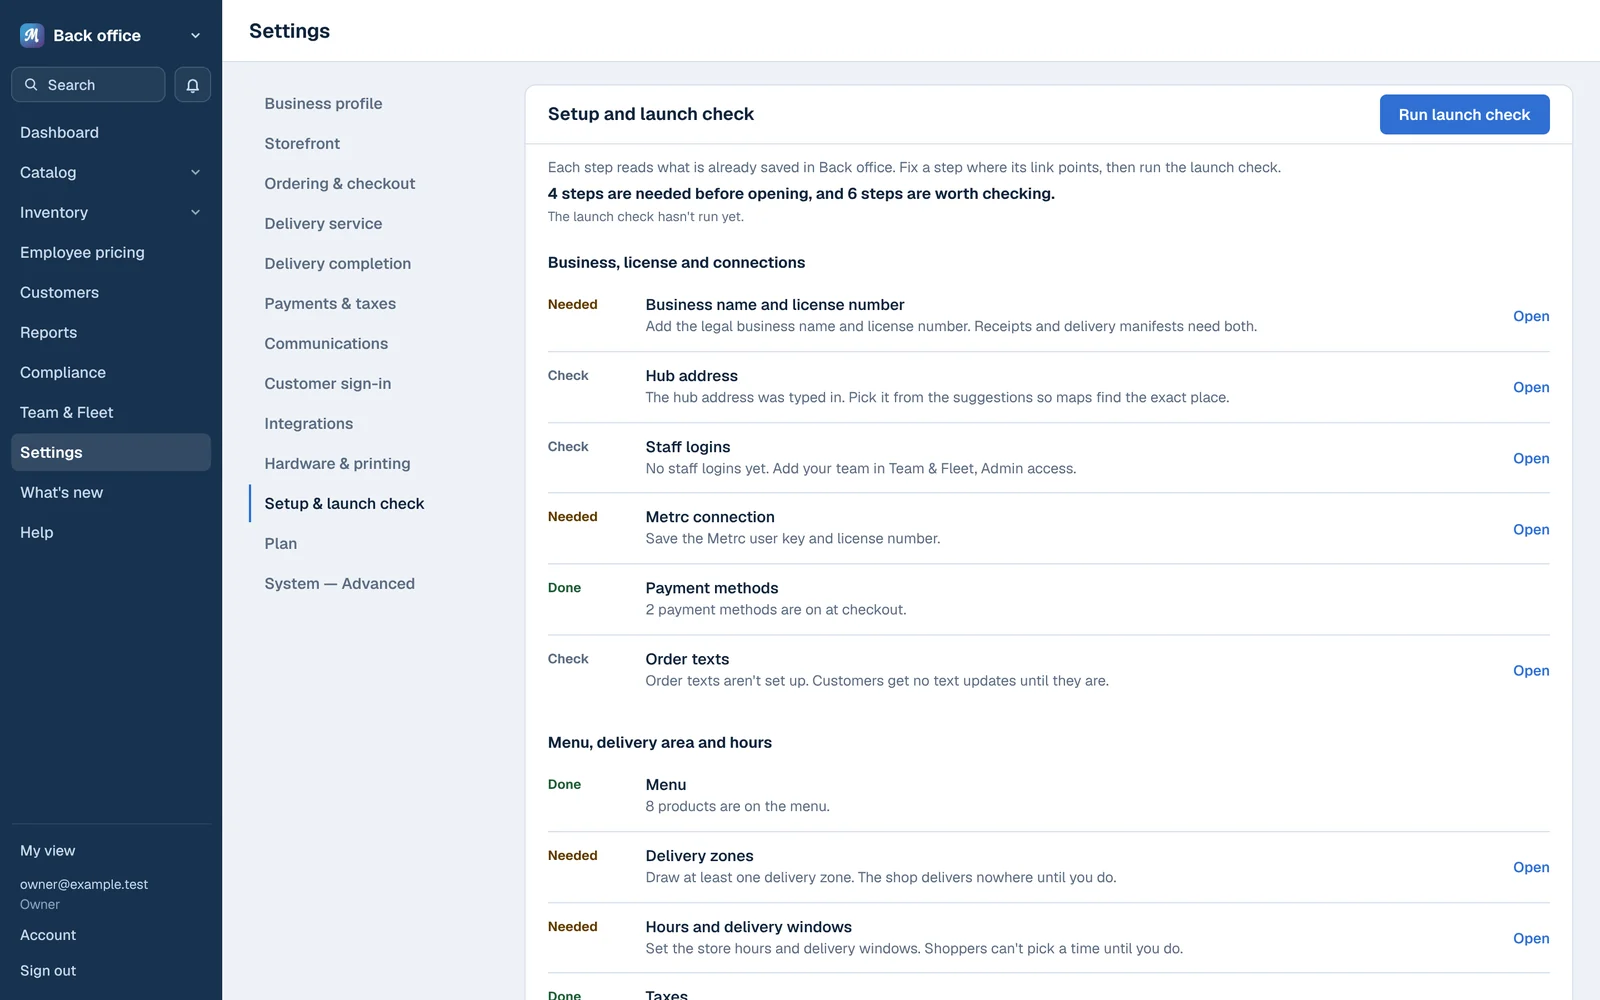 Back office
Search
Dashboard
Catalog
Inventory
Employee pricing
Customers
Reports
Compliance
Team & Fleet
Settings
What's new
Help
My view
owner@example.test
Owner
Account
Sign out
Settings
Business profile
Storefront
Ordering & checkout
Delivery service
Delivery completion
Payments & taxes
Communications
Customer sign-in
Integrations
Hardware & printing
Setup & launch check
Plan
System — Advanced
Setup and launch check
Run launch check
Each step reads what is already saved in Back office. Fix a step where its link points, then run the launch check.
4 steps are needed before opening, and 6 steps are worth checking.
The launch check hasn't run yet.
Business, license and connections
Needed
Business name and license number
Add the legal business name and license number. Receipts and delivery manifests need both.
Open
Check
Hub address
The hub address was typed in. Pick it from the suggestions so maps find the exact place.
Open
Check
Staff logins
No staff logins yet. Add your team in Team & Fleet, Admin access.
Open
Needed
Metrc connection
Save the Metrc user key and license number.
Open
Done
Payment methods
2 payment methods are on at checkout.
Check
Order texts
Order texts aren't set up. Customers get no text updates until they are.
Open
Menu, delivery area and hours
Done
Menu
8 products are on the menu.
Needed
Delivery zones
Draw at least one delivery zone. The shop delivers nowhere until you do.
Open
Needed
Hours and delivery windows
Set the store hours and delivery windows. Shoppers can't pick a time until you do.
Open
Done
Taxes